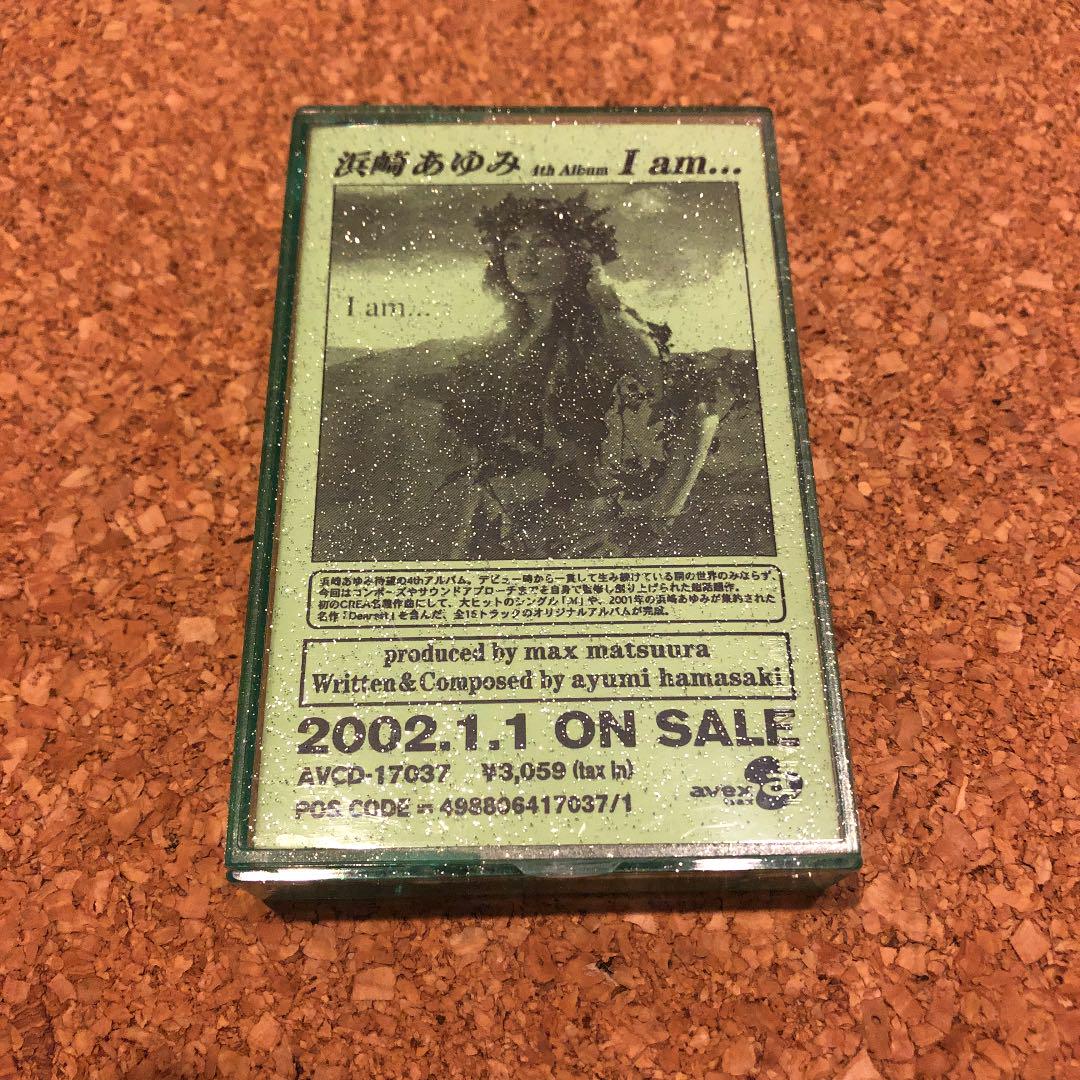 浜崎あゆみ 4th Album I am...
I am...
浜崎あゆみ待望の4thアルバム。デビュー時から一貫して生み続けている詞の世界のみならず、
今回はコンポーズやサウンドアプローチまでを自身で監修し創り上げられた超話題作。
初のCREA名義作曲にして、大ヒットのシングル「M」や、2001年の浜崎あゆみが集約された
名作「Dearest」を含んだ、全15トラックのオリジナルアルバムが完成。
produced by max matsuura
Written&Composed by ayumi hamasaki
2002.1.1 ON SALE
AVCD-17037 ¥3,059 (tax in)
POS CODE = 498806417037/1
avex
trax